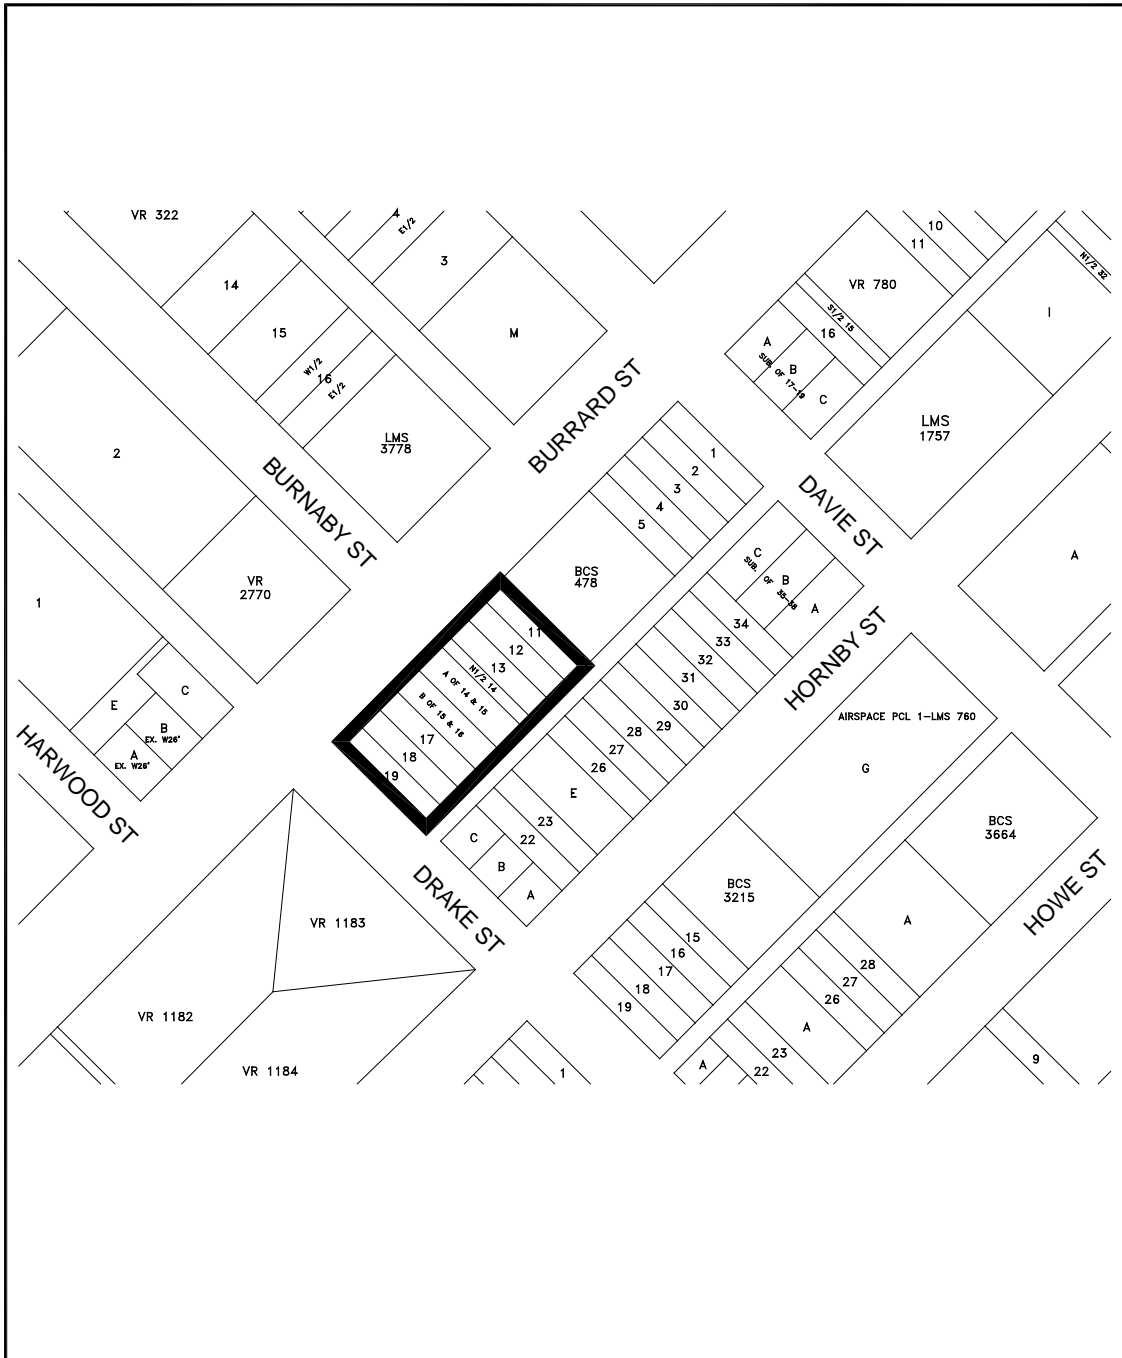 VR 322
14
15
W1/2
16
E1/2
4
E1/2
3
M
LMS
3778
2
VR
2770
1
E
C
B
EX. W26'
A
EX. W26'
BURNABY ST
BURRARD ST
HARWOOD ST
10
11
VR 780
S1/2 15
16
A
B
C
SUB. OF 17-19
N1/2 32
I
LMS
1757
A
DAVIE ST
1
2
3
4
5
BCS
478
11
12
13
N1/2 14
A OF 14 & 15
B OF 15 & 16
17
18
19
C
B
A
SUB. OF 35-38
34
33
32
31
30
29
28
27
26
E
23
22
C
B
A
HORNBY ST
DRAKE ST
AIRSPACE PCL 1-LMS 760
G
BCS
3664
BCS
3215
15
16
17
18
19
A
28
27
26
A
23
22
A
HOWE ST
9
1
VR 1183
VR 1182
VR 1184